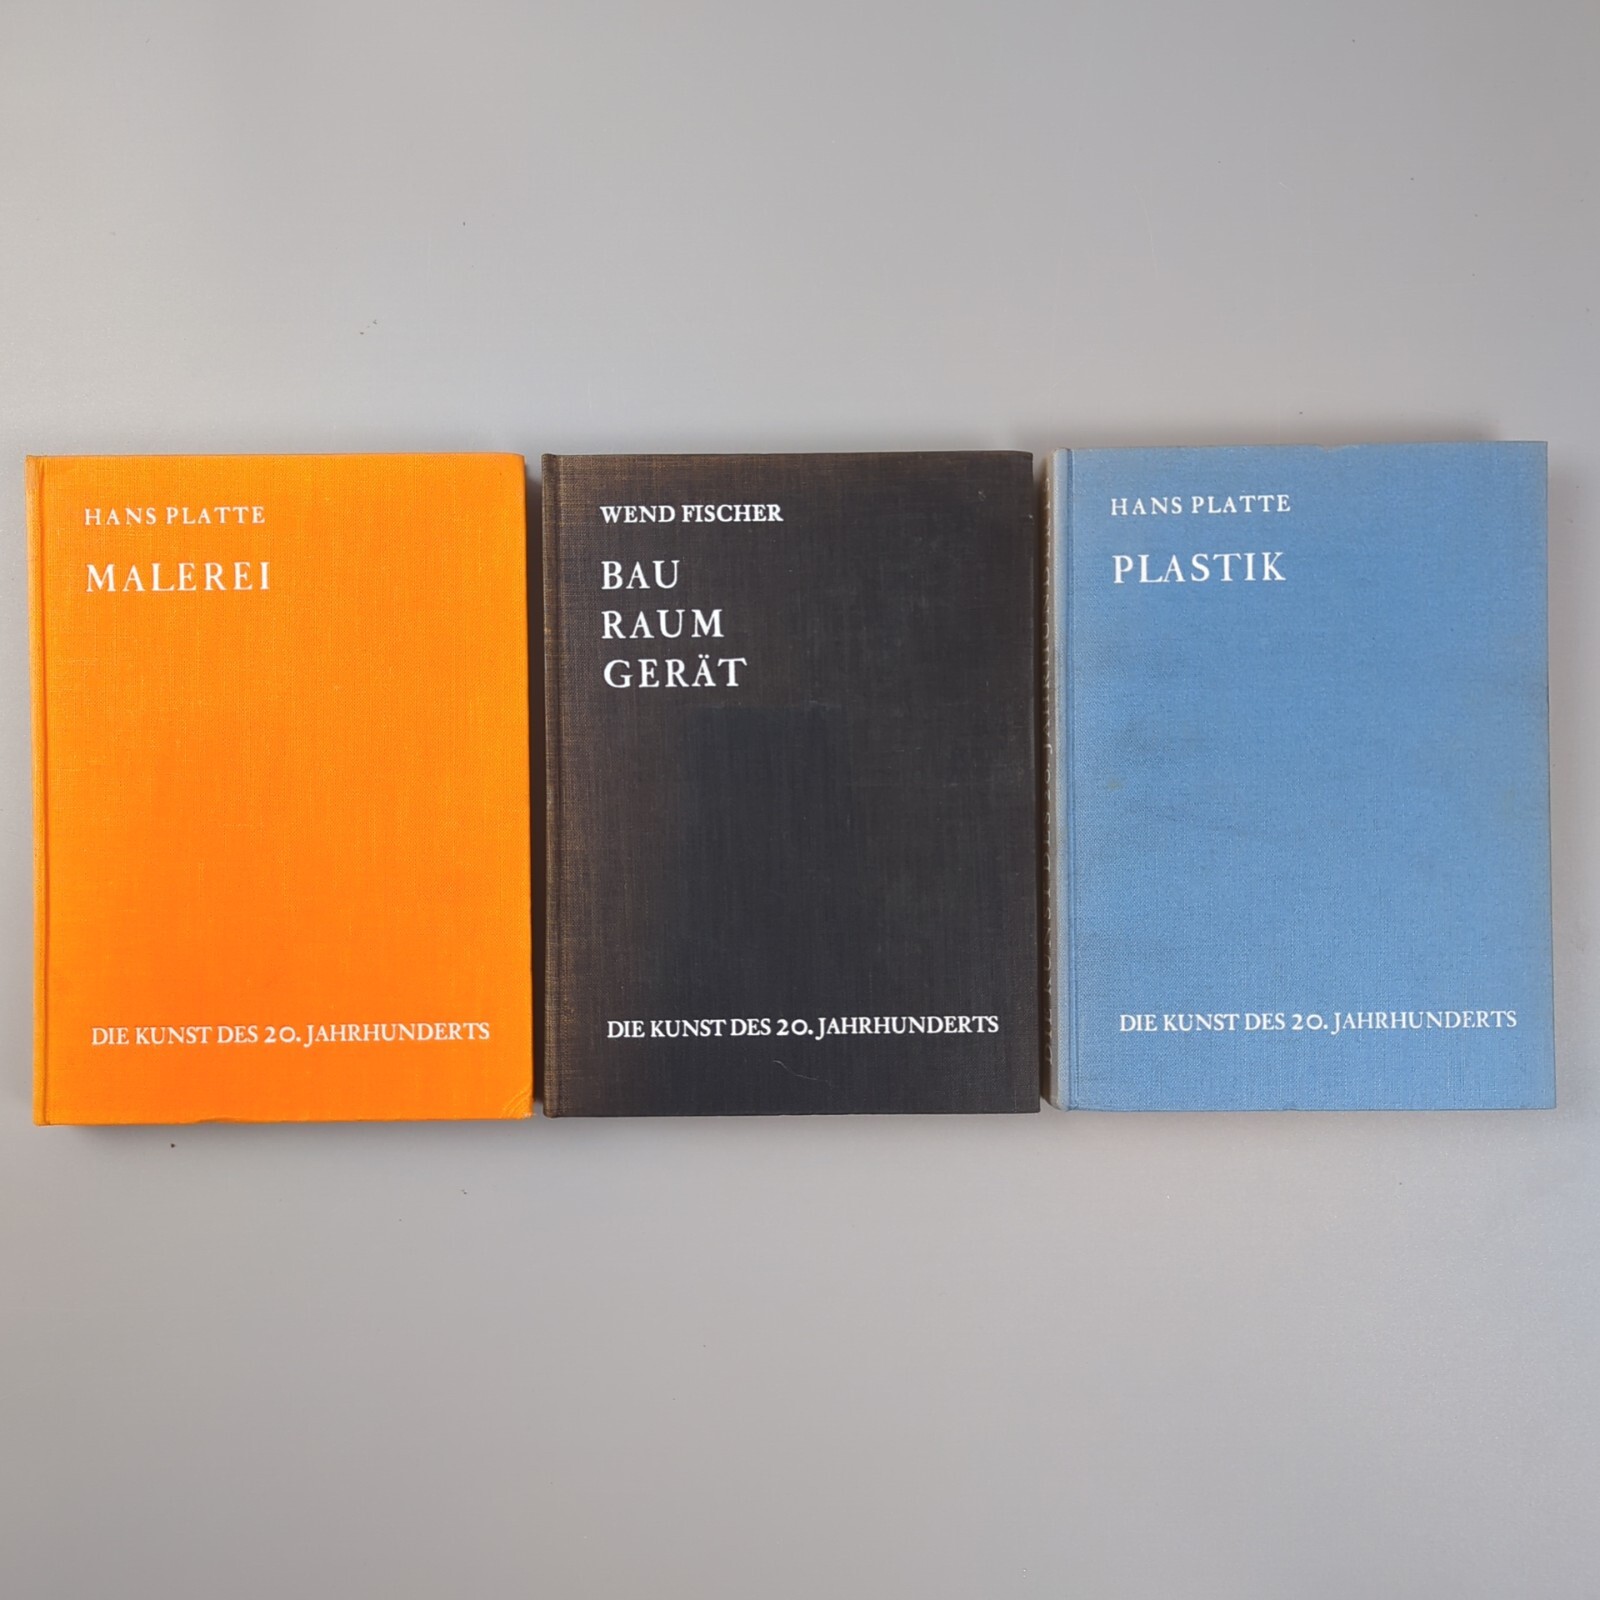 HANS PLATTE
MALEREI
DIE KUNST DES 20. JAHRHUNDERTS
WEND FISCHER
BAU
RAUM
GERÄT
DIE KUNST DES 20. JAHRHUNDERTS
HANS PLATTE
PLASTIK
DIE KUNST DES 20. JAHRHUNDERTS